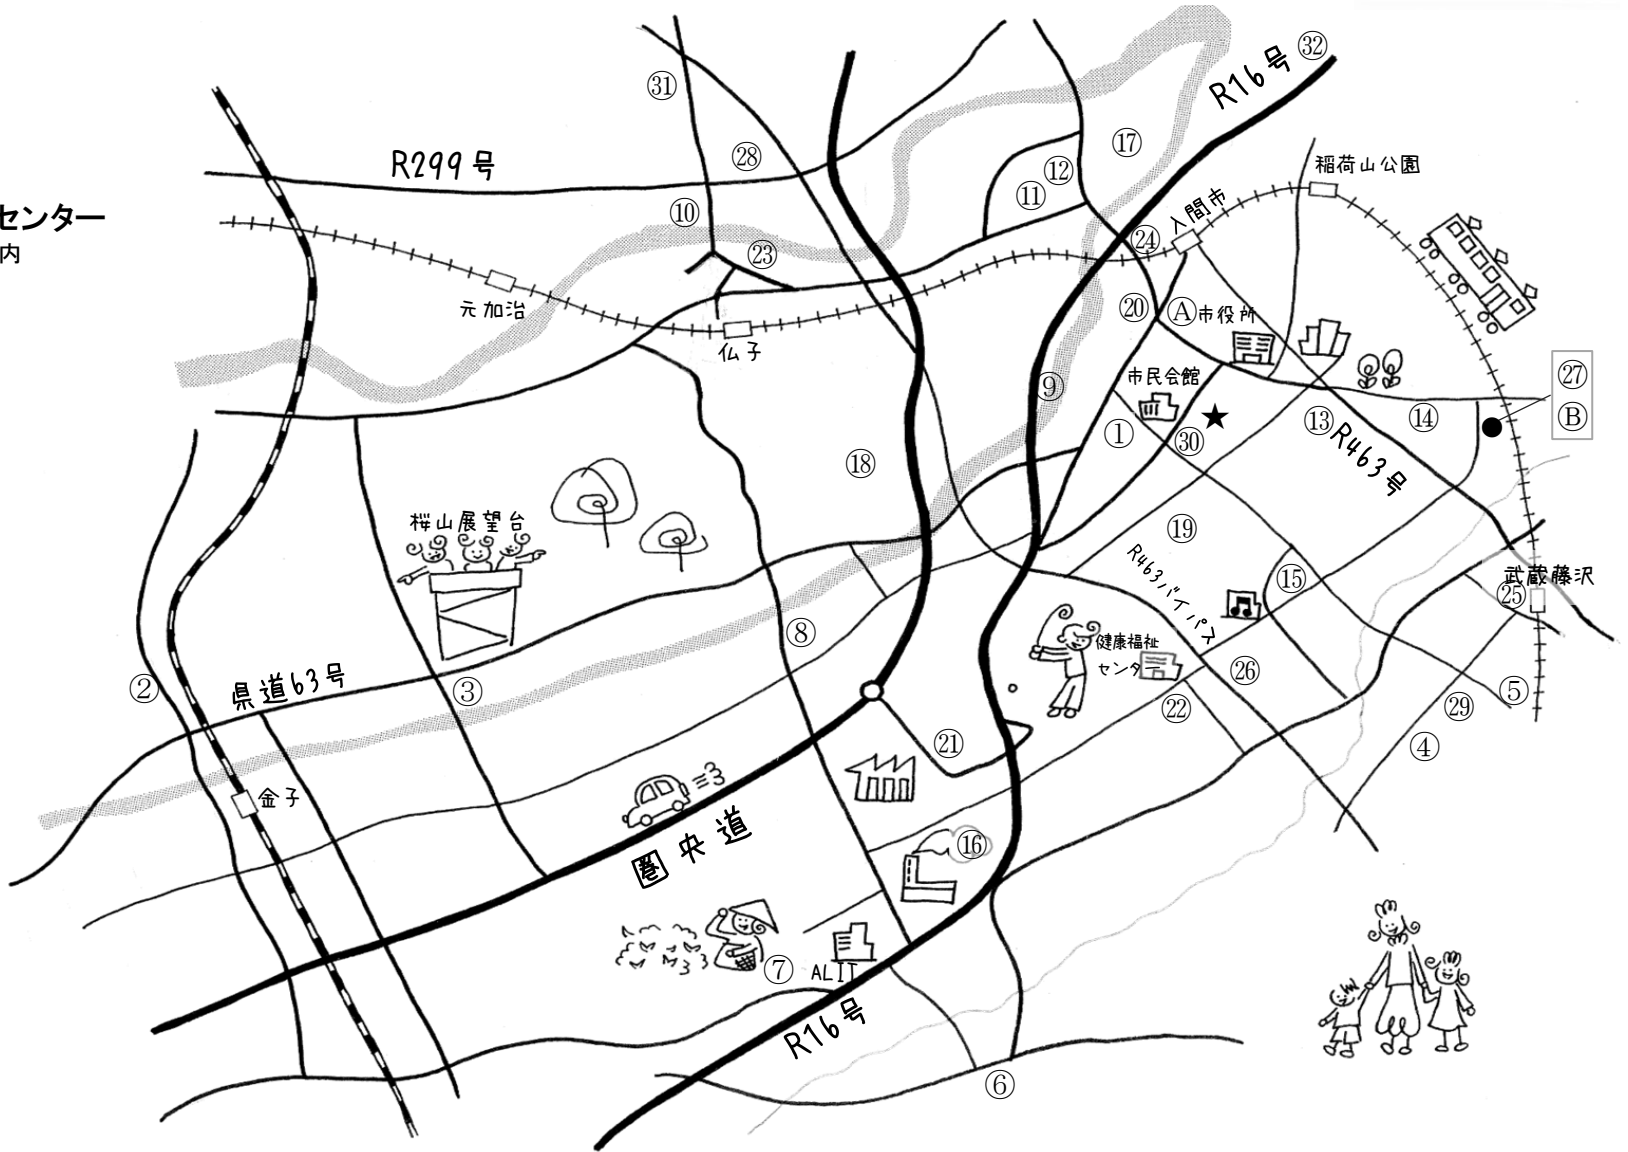 ㉜
R16号
㉛
R299号
㉘
⑰
⑫
⑪
稲荷山公園
センター
内
⑩
㉓
入間市
㉔
元加治
仏子
⑳
Ⓐ市役所
市民会館
⑨
①
㉚
★
⑬
R463号
⑭
㉗
Ⓑ
⑱
桜山展望台
⑲
R463バイパス
⑮
武蔵藤沢
㉕
⑧
健康福祉
センター
㉖
②
県道63号
③
㉒
⑤
㉙
④
㉑
金子
圏央道
⑯
⑦
ALIT
R16号
⑥